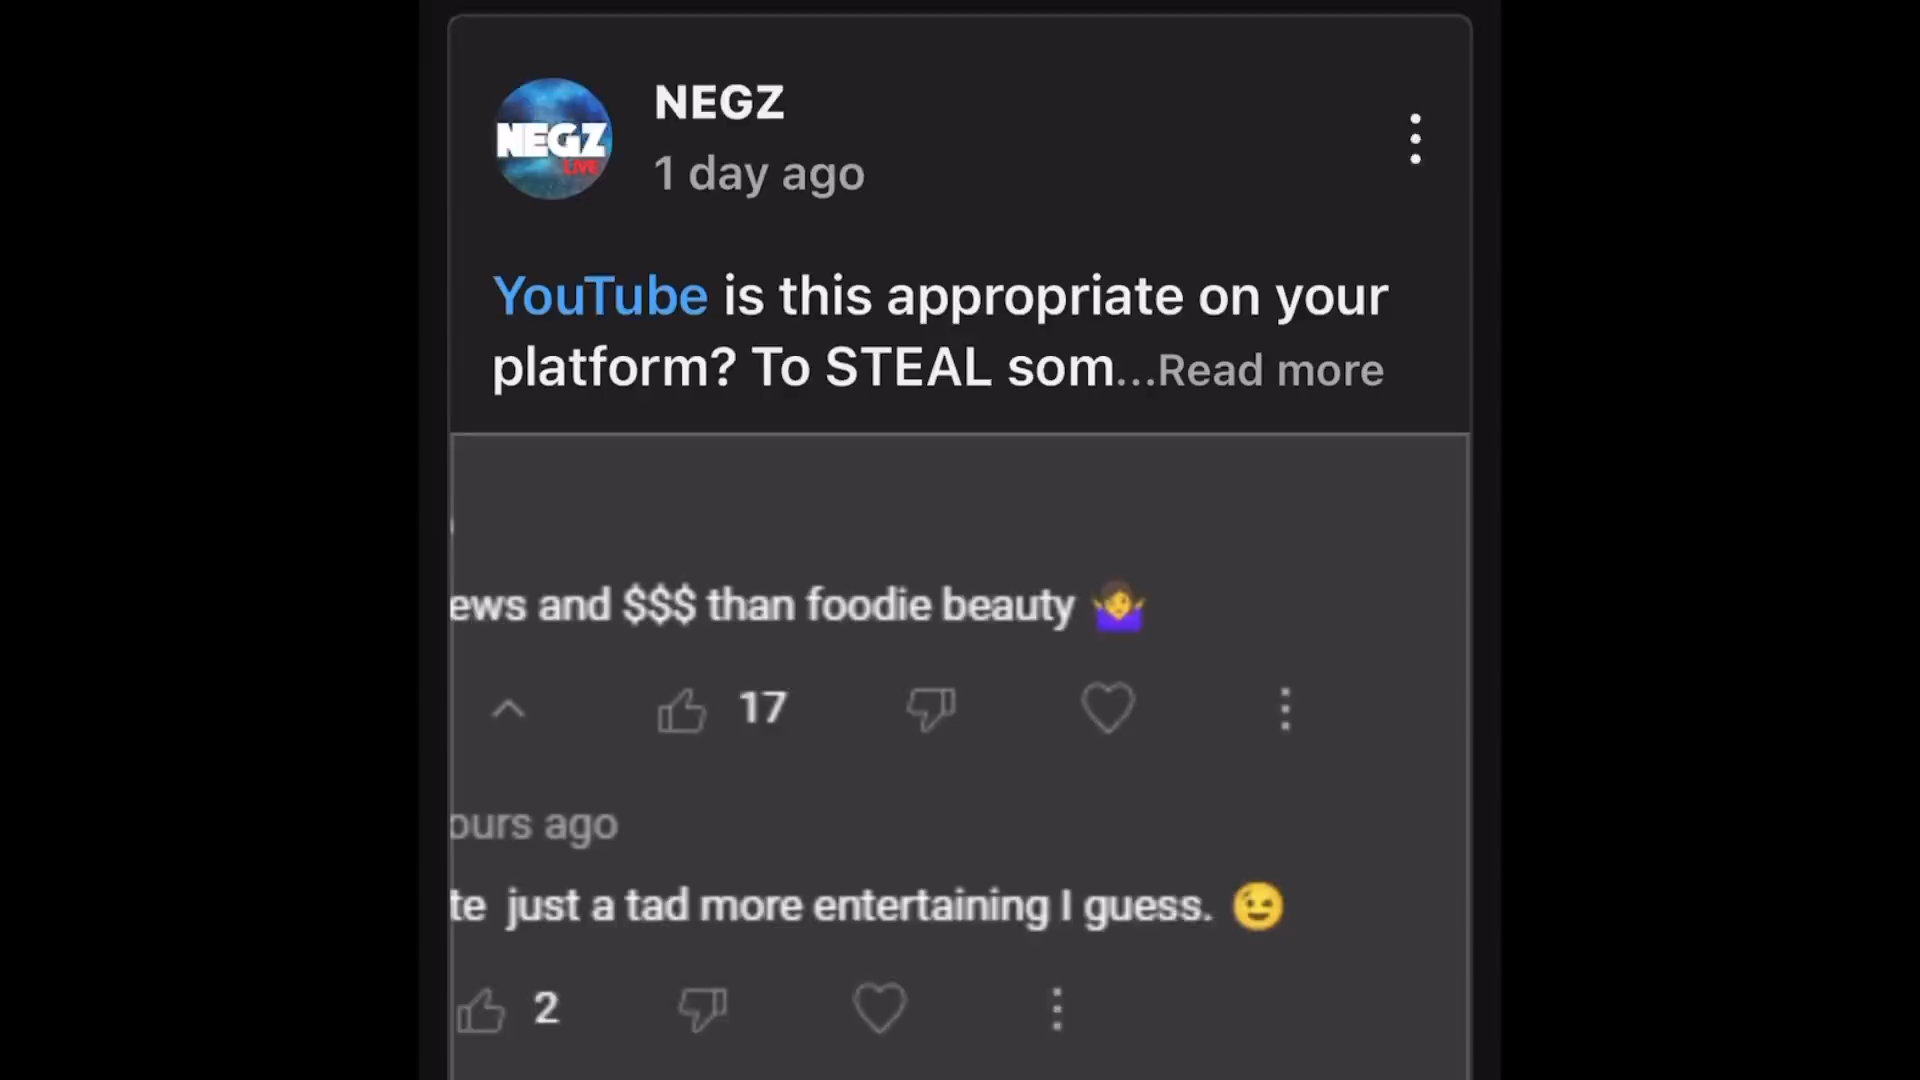 NEGZ
LIVE
NEGZ
1 day ago
YouTube is this appropriate on your
platform? To STEAL som...Read more
ews and $$$ than foodie beauty 🤷‍♀️
17
ours ago
te just a tad more entertaining I guess. 😉
2